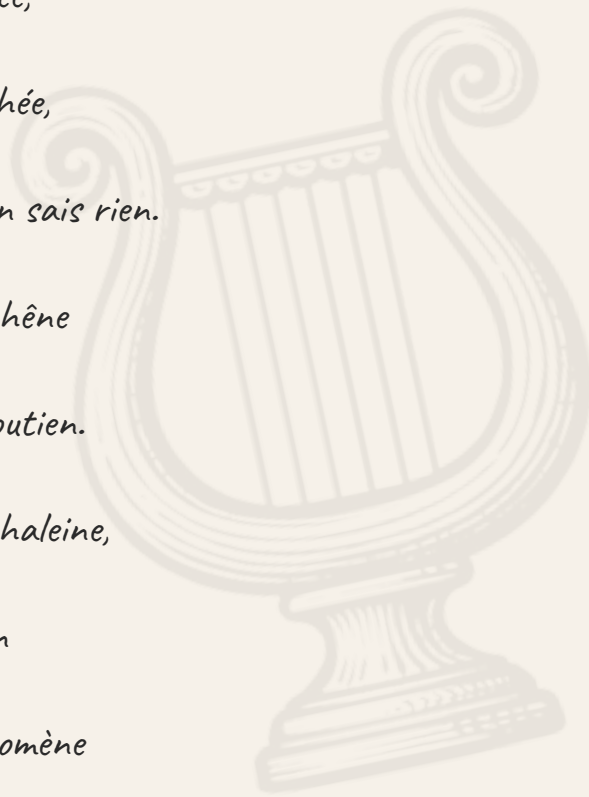 hée,
n sais rien.
hêne
outien.
haleine,
n
omène